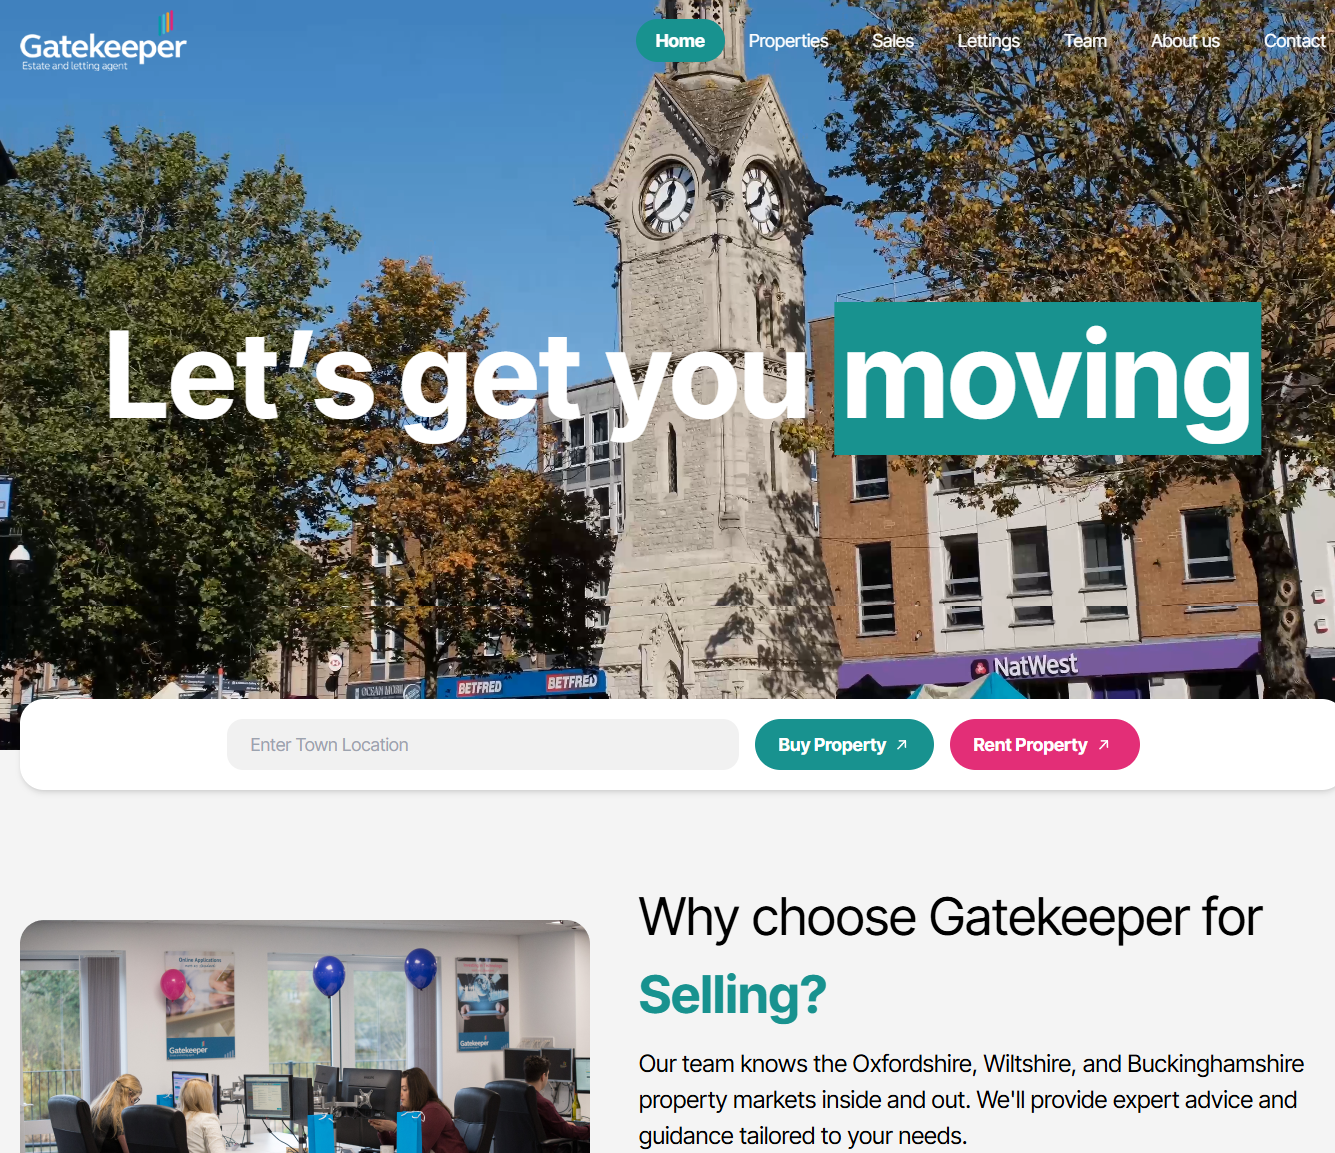 Gatekeeper
Estate and letting agent
Home
Properties
Sales
Lettings
Team
About us
Contact
Let’s get you moving
OCEAN
BETFRED
BETFRED
NatWest
Enter Town Location
Buy Property
Rent Property
Why choose Gatekeeper for
Selling?
Online Applications
Gatekeeper
Gatekeeper
Our team knows the Oxfordshire, Wiltshire, and Buckinghamshire
property markets inside and out. We'll provide expert advice and
guidance tailored to your needs.